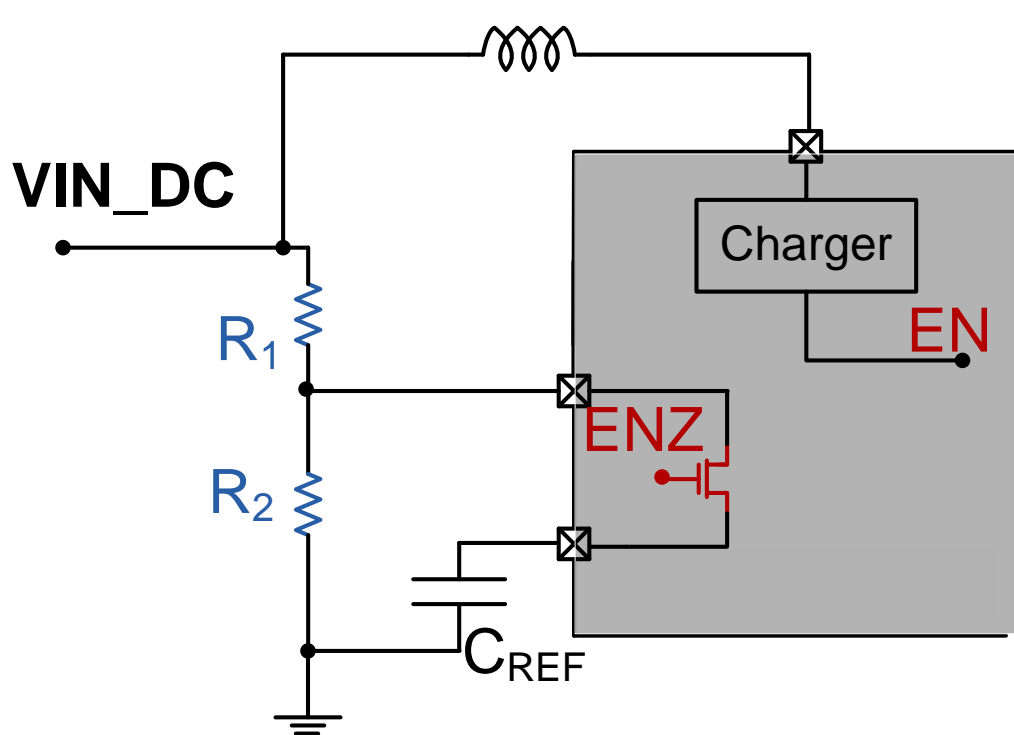 VIN_DC
Charger
EN
R1
ENZ
R2
CREF